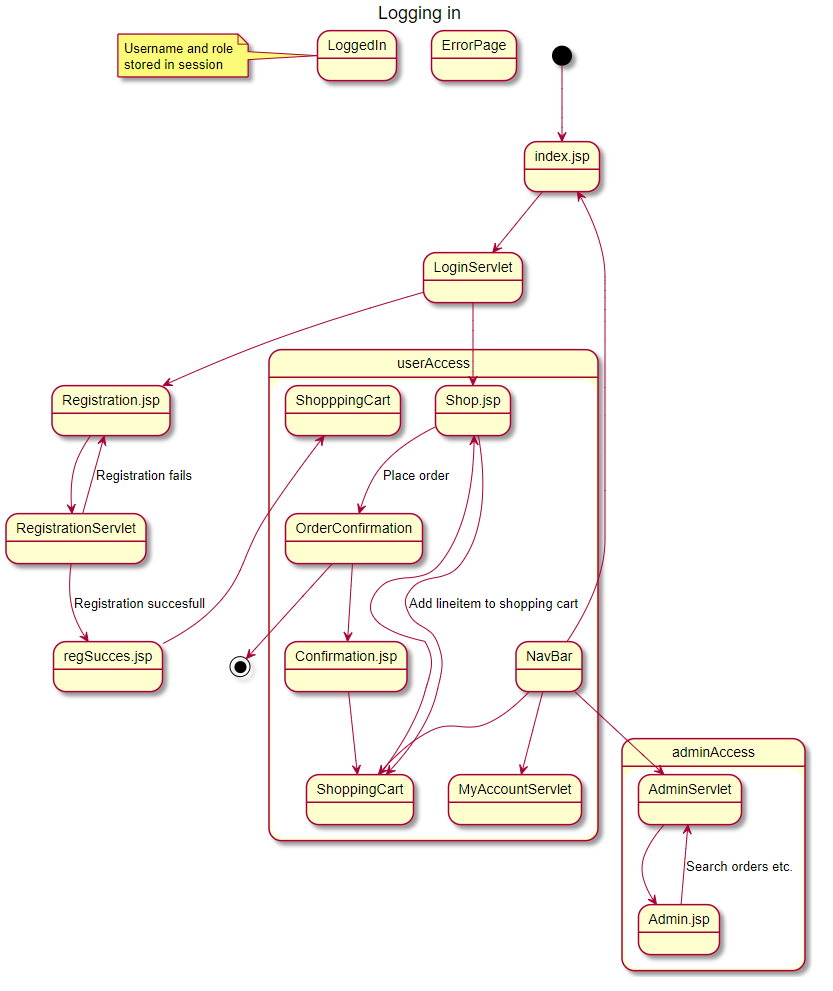 Logging in
Username and role
stored in session
LoggedIn
ErrorPage
index.jsp
LoginServlet
userAccess
Registration.jsp
ShopppingCart
Shop.jsp
Registration fails
Place order
RegistrationServlet
OrderConfirmation
Registration succesfull
Add lineitem to shopping cart
regSucces.jsp
Confirmation.jsp
NavBar
adminAccess
ShoppingCart
MyAccountServlet
AdminServlet
Search orders etc.
Admin.jsp